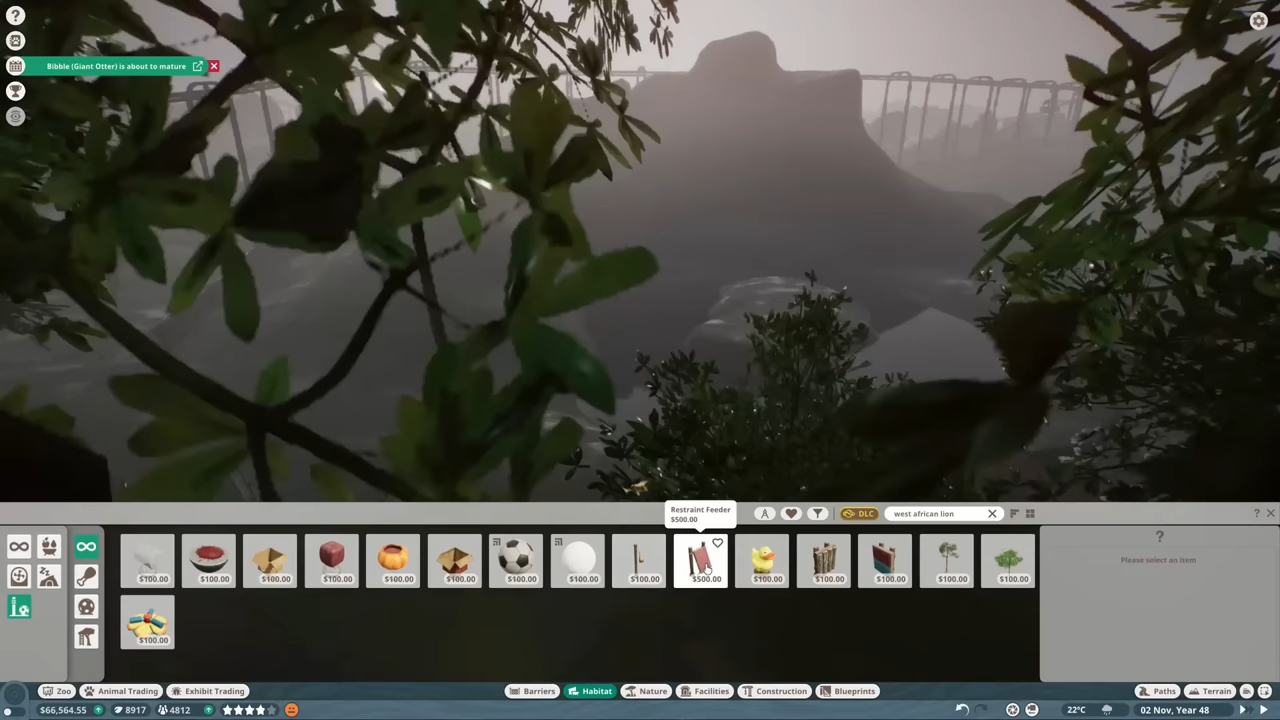 ?
Bibble (Giant Otter) is about to mature
Restraint Feeder
$500.00
DLC
west african lion
?
?
Please select an item
$100.00
$100.00
$100.00
$100.00
$100.00
$100.00
$100.00
$100.00
$100.00
$500.00
$100.00
$100.00
$100.00
$100.00
$100.00
$100.00
Zoo
Animal Trading
Exhibit Trading
Barriers
Habitat
Nature
Facilities
Construction
Blueprints
Paths
Terrain
$66,564.55
8917
4812
22°C
02 Nov, Year 48